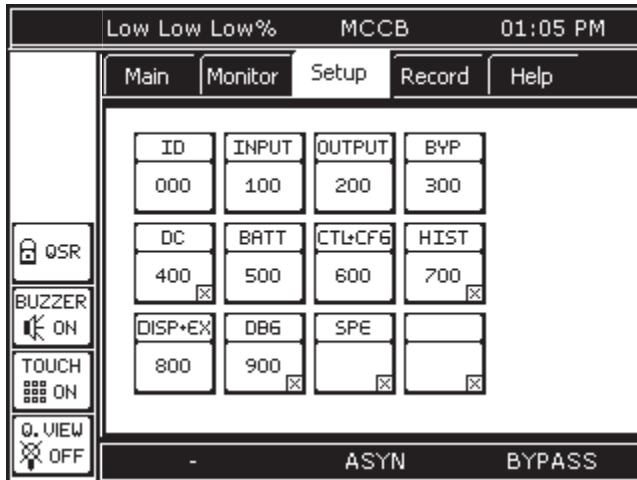 Low Low Low% MCCB 01:05 PM
Main Monitor Setup Record Help
ID INPUT OUTPUT BYP
000 100 200 300
DC BATT CTL+CFG HIST
400 500 600 700
DISP+EX DBG SPE
800 900
QSR
BUZZER
ON
TOUCH
ON
Q.VIEW
OFF
- ASYN BYPASS